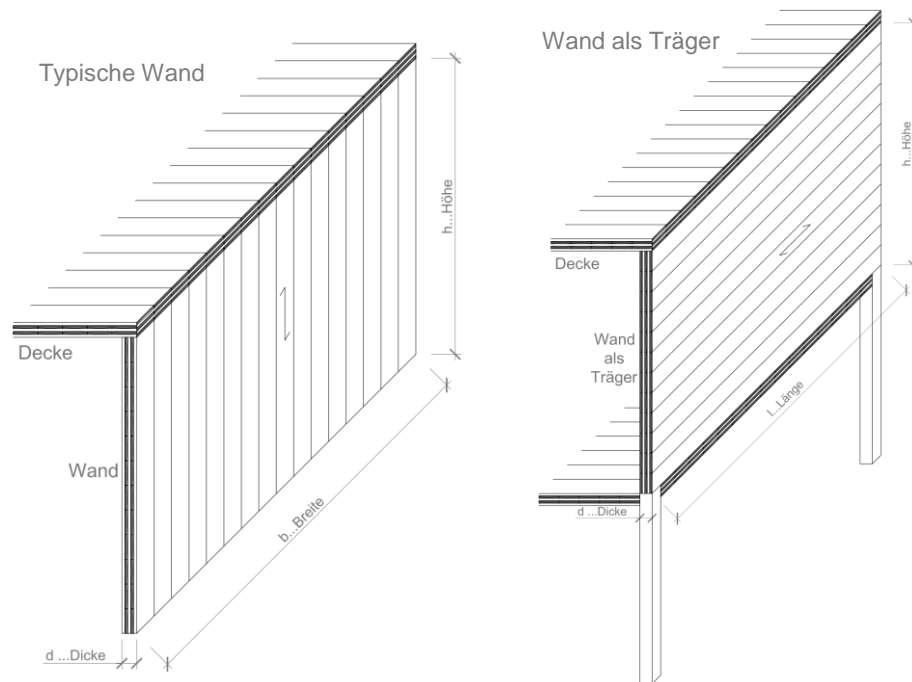 Typische Wand
h...Höhe
Decke
Wand
b...Breite
d ...Dicke
Wand als Träger
h...Höhe
Decke
Wand
als
Träger
l...Länge
d ...Dicke